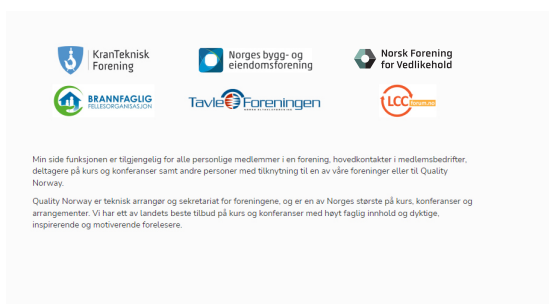 KranTeknisk
Forening
Norges bygg- og
eiendomsforening
Norsk Forening
for Vedlikehold
BRANNFAGLIG
FELLESORGANISASJON
TavleForeningen
LCC forum.no
Min side funksjonen er tilgjengelig for alle personlige medlemmer i en forening, hovedkontakter i medlemsbedrifter,
deltagere på kurs og konferanser samt andre personer med tilknytning til en av våre foreninger eller til Quality
Norway.
Quality Norway er teknisk arrangør og sekretariat for foreningene, og er en av Norges største på kurs, konferanser og
arrangementer. Vi har ett av landets beste tilbud på kurs og konferanser med høyt faglig innhold og dyktige,
inspirerende og motiverende forelesere.